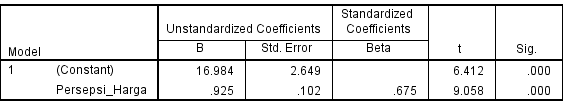 Unstandardized Coefficients Standardized Coefficients
Model B Std. Error Beta t Sig.
1 (Constant) 16.984 2.649 6.412 .000
Persepsi_Harga .925 .102 .675 9.058 .000